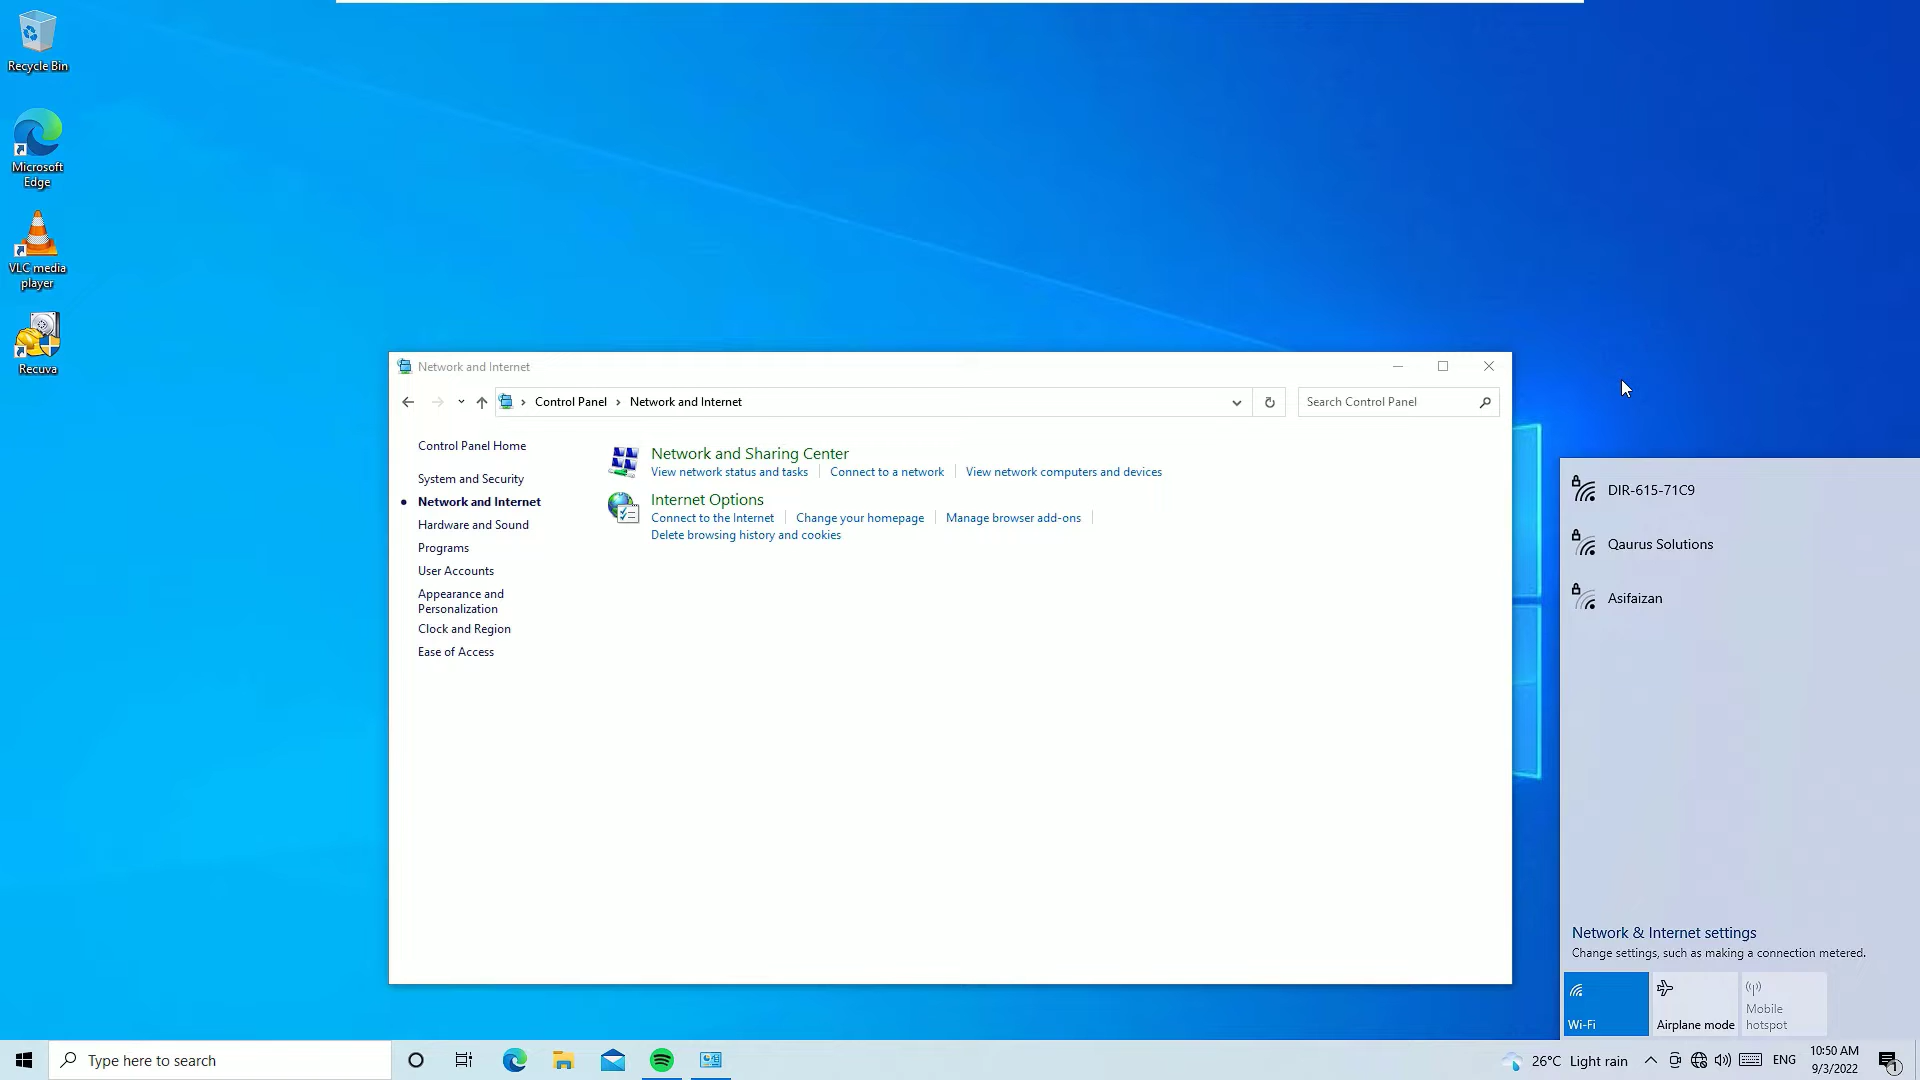 Recycle Bin
Microsoft
Edge
VLC media
player
Recuva
Network and Internet
Control Panel
Network and Internet
Search Control Panel
Control Panel Home
System and Security
Network and Internet
Hardware and Sound
Programs
User Accounts
Appearance and
Personalization
Clock and Region
Ease of Access
Network and Sharing Center
View network status and tasks
Connect to a network
View network computers and devices
Internet Options
Connect to the Internet
Change your homepage
Manage browser add-ons
Delete browsing history and cookies
DIR-615-71C9
Qaurus Solutions
Asifaizan
Network & Internet settings
Change settings, such as making a connection metered.
Wi-Fi
Airplane mode
Mobile
hotspot
Type here to search
26°C Light rain
ENG
10:50 AM
9/3/2022
1